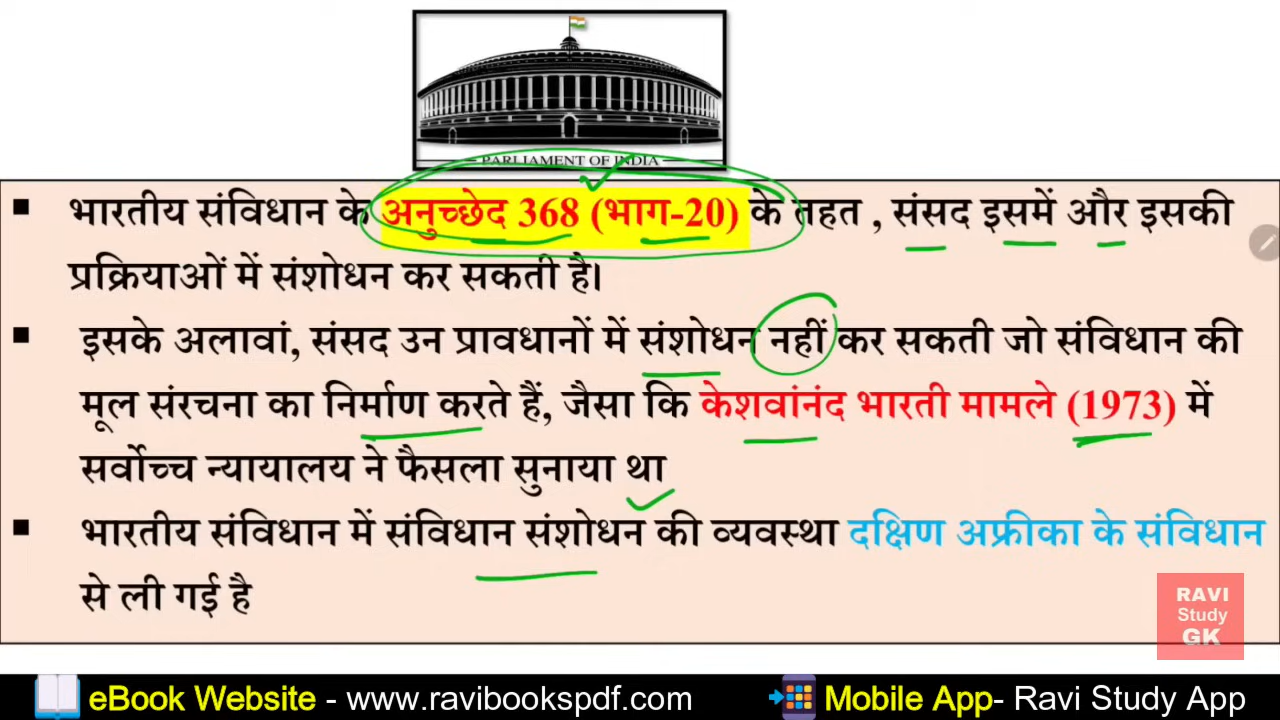 PARLIAMENT OF INDIA
▪ भारतीय संविधान के अनुच्छेद 368 (भाग-20) के तहत , संसद इसमें और इसकी
प्रक्रियाओं में संशोधन कर सकती है।
▪ इसके अलावां, संसद उन प्रावधानों में संशोधन नहीं कर सकती जो संविधान की
मूल संरचना का निर्माण करते हैं, जैसा कि केशवांनंद भारती मामले (1973) में
सर्वोच्च न्यायालय ने फैसला सुनाया था
▪ भारतीय संविधान में संविधान संशोधन की व्यवस्था दक्षिण अफ्रीका के संविधान
से ली गई है
RAVI
Study
GK
eBook Website - www.ravibookspdf.com
Mobile App- Ravi Study App